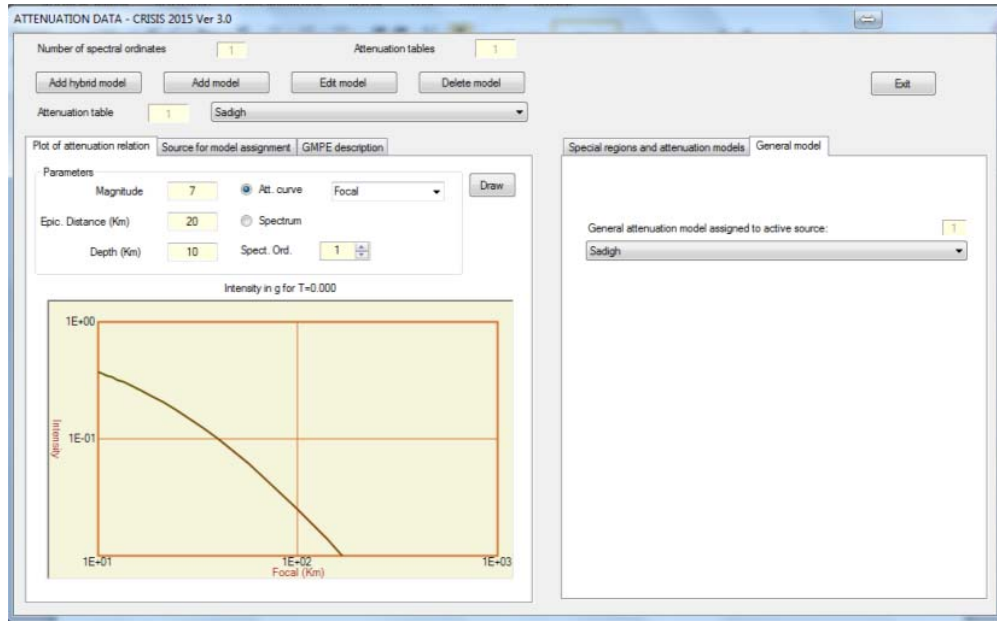 ATTENUATION DATA - CRISIS 2015 Ver 3.0
Number of spectral ordinates 1 Attenuation tables 1
Add hybrid model Add model Edit model Delete model Exit
Attenuation table 1 Sadigh
Plot of attenuation relation Source for model assignment GMPE description
Parameters
Magnitude 7 Att. curve Focal Draw
Epic. Distance (Km) 20 Spectrum
Depth (Km) 10 Spect. Ord. 1
Intensity in g for T=0.000
1E+00
Intensity
1E-01
1E+01 1E+02 1E+03
Focal (Km)
Special regions and attenuation models General model
General attenuation model assigned to active source: 1
Sadigh